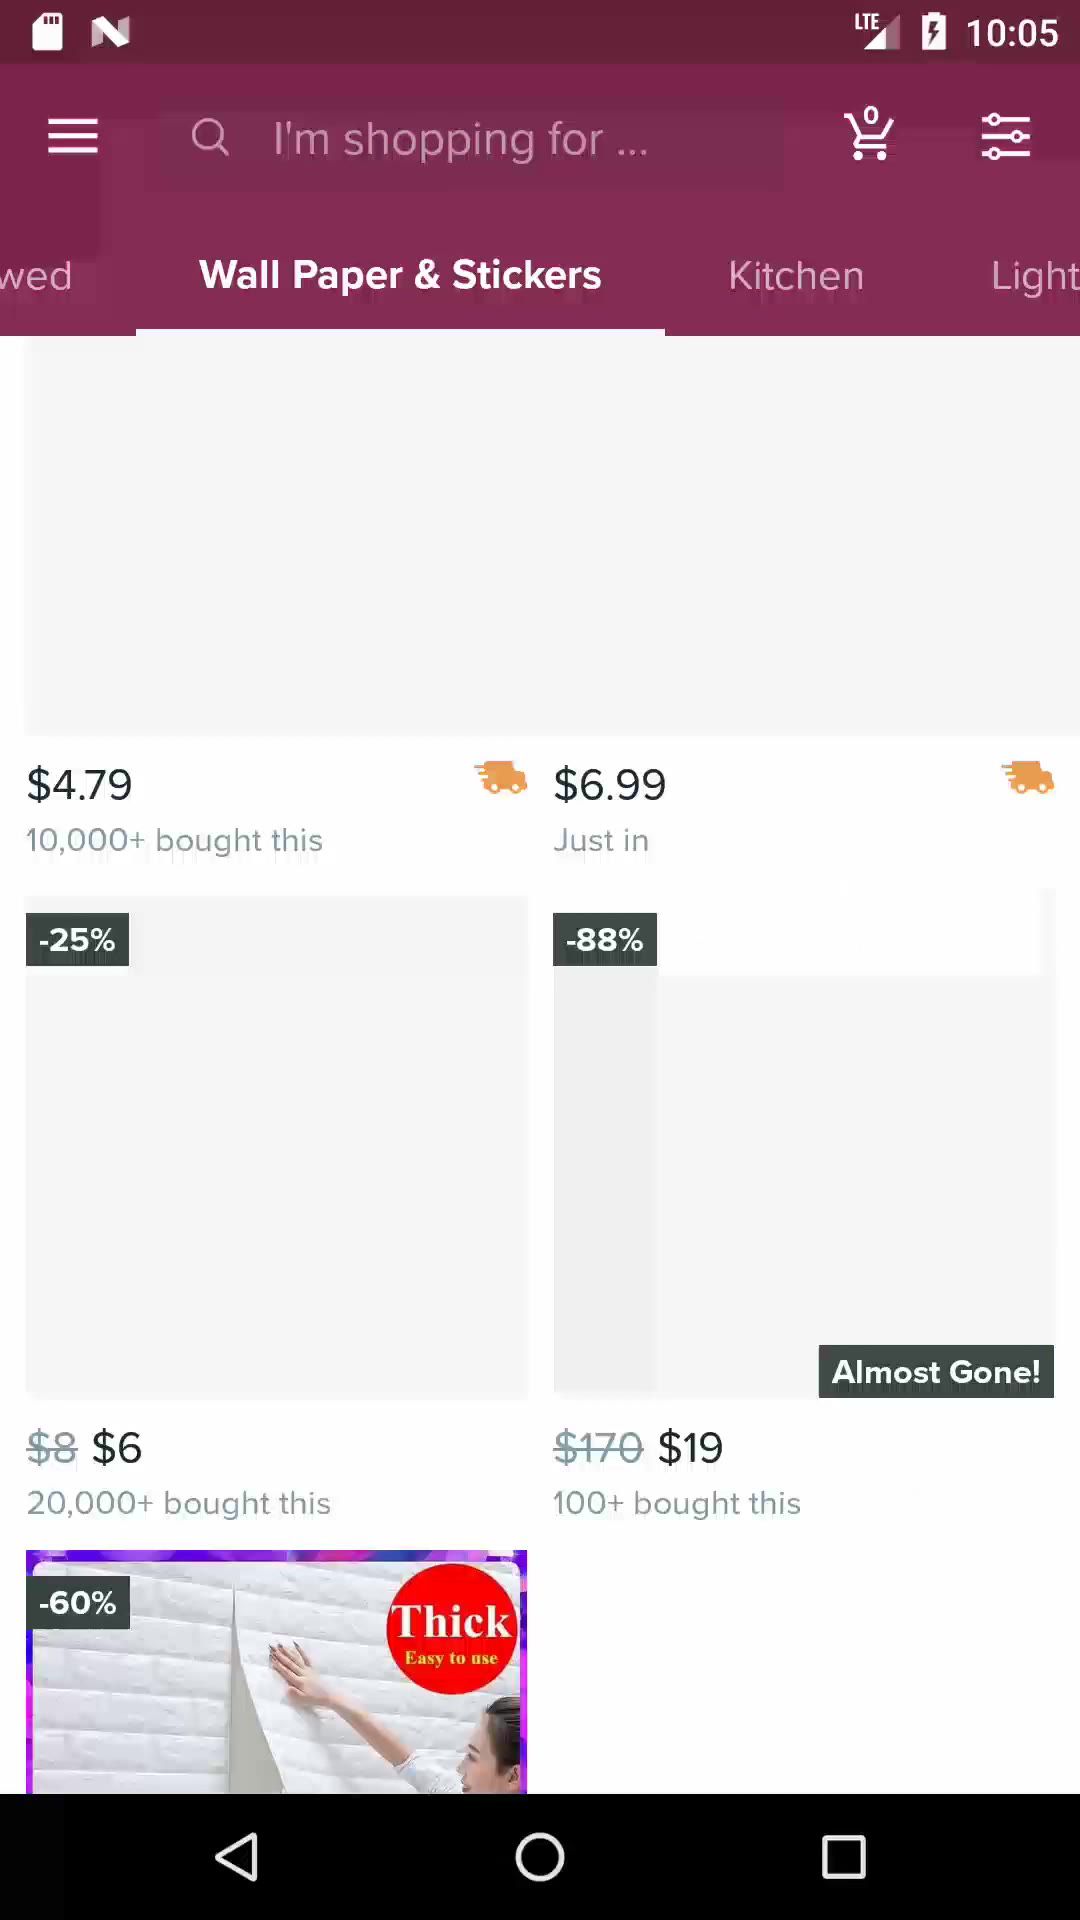 LTE 10:05
I'm shopping for ... 0
wed Wall Paper & Stickers Kitchen Light
$4.79 $6.99
10,000+ bought this Just in
-25% -88%
Almost Gone!
$8 $6 $170 $19
20,000+ bought this 100+ bought this
-60% Thick
Easy to use